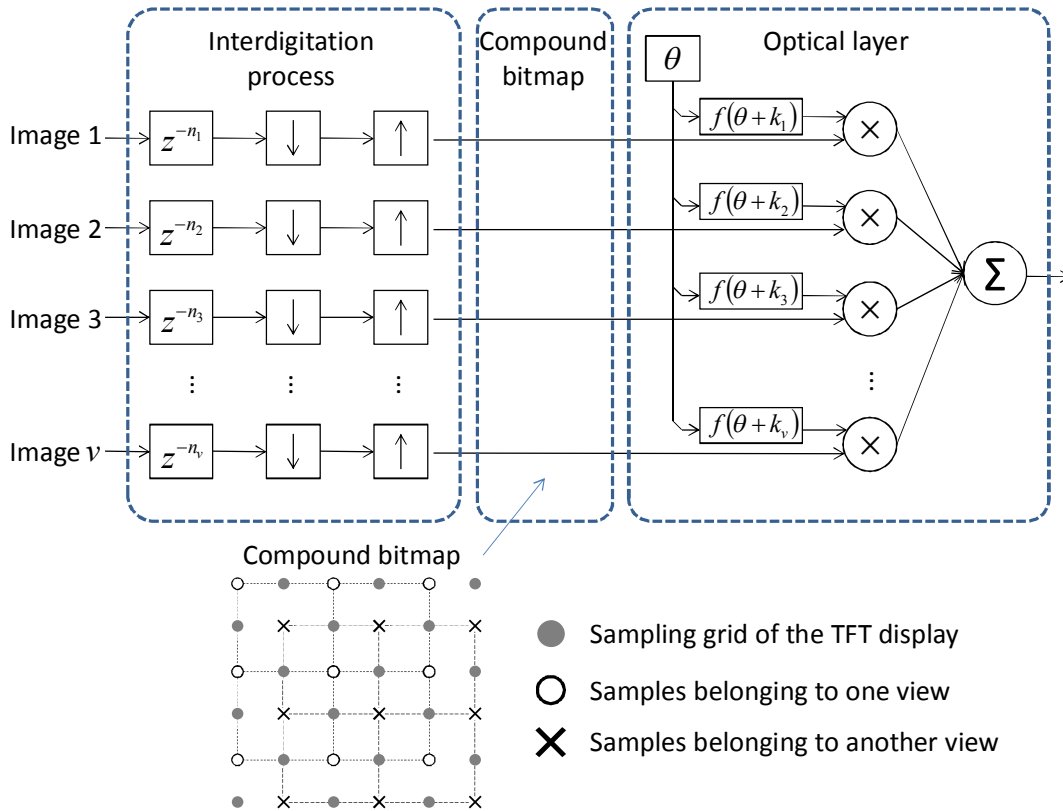 Interdigitation
process
Compound
bitmap
Optical layer
θ
Image 1
z^{-n_1}
↓
↑
f(θ+k_1)
×
Image 2
z^{-n_2}
↓
↑
f(θ+k_2)
×
Σ
Image 3
z^{-n_3}
↓
↑
f(θ+k_3)
×
⋮
⋮
⋮
⋮
Image v
z^{-n_v}
↓
↑
f(θ+k_v)
×
Compound bitmap
Sampling grid of the TFT display
Samples belonging to one view
Samples belonging to another view